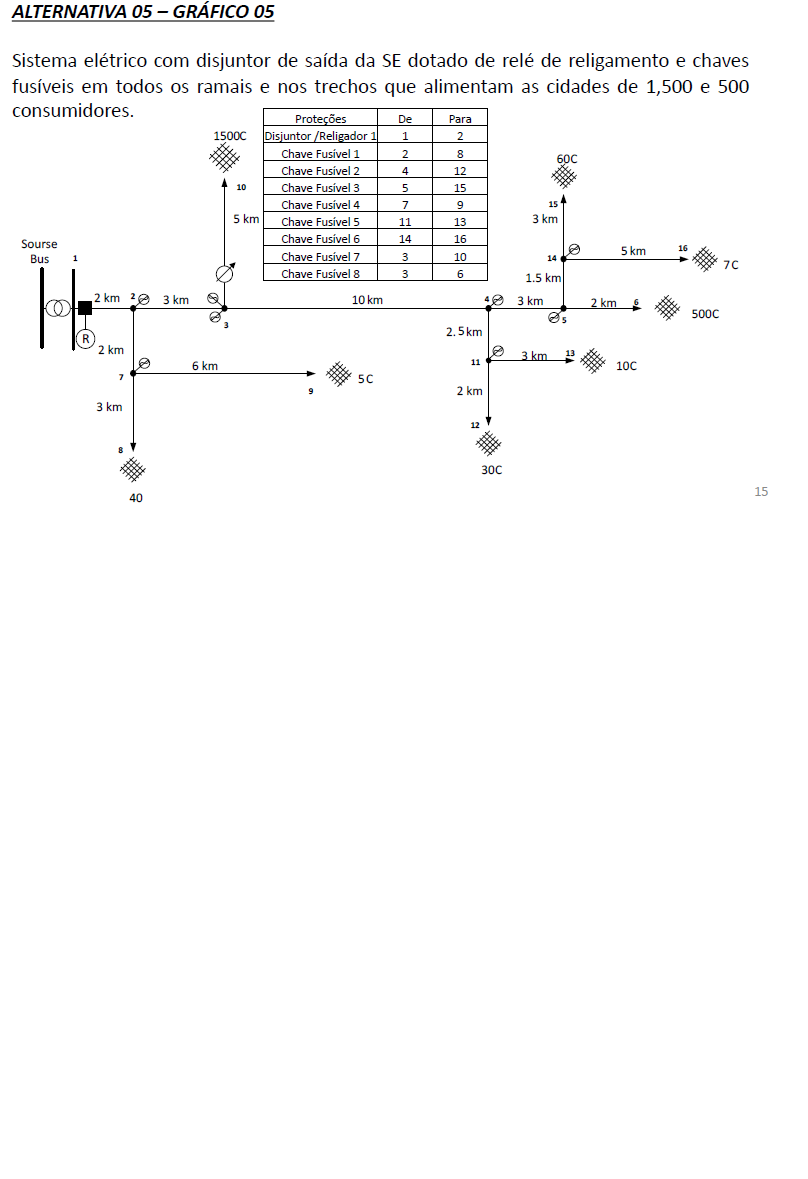 ALTERNATIVA 05 – GRÁFICO 05
Sistema elétrico com disjuntor de saída da SE dotado de relé de religamento e chaves
fusíveis em todos os ramais e nos trechos que alimentam as cidades de 1,500 e 500
consumidores.
Proteções De Para
Disjuntor /Religador 1 1 2
Chave Fusível 1 2 8
Chave Fusível 2 4 12
Chave Fusível 3 5 15
Chave Fusível 4 7 9
Chave Fusível 5 11 13
Chave Fusível 6 14 16
Chave Fusível 7 3 10
Chave Fusível 8 3 6
1500C
10
5 km
60C
15
3 km
14
5 km
16
7C
1.5 km
Sourse
Bus
1
2 km
2
3 km
3
10 km
4
3 km
5
2 km
6
500C
R
2 km
2.5 km
7
6 km
9
5C
11
3 km
13
10C
3 km
2 km
8
12
40
30C
15